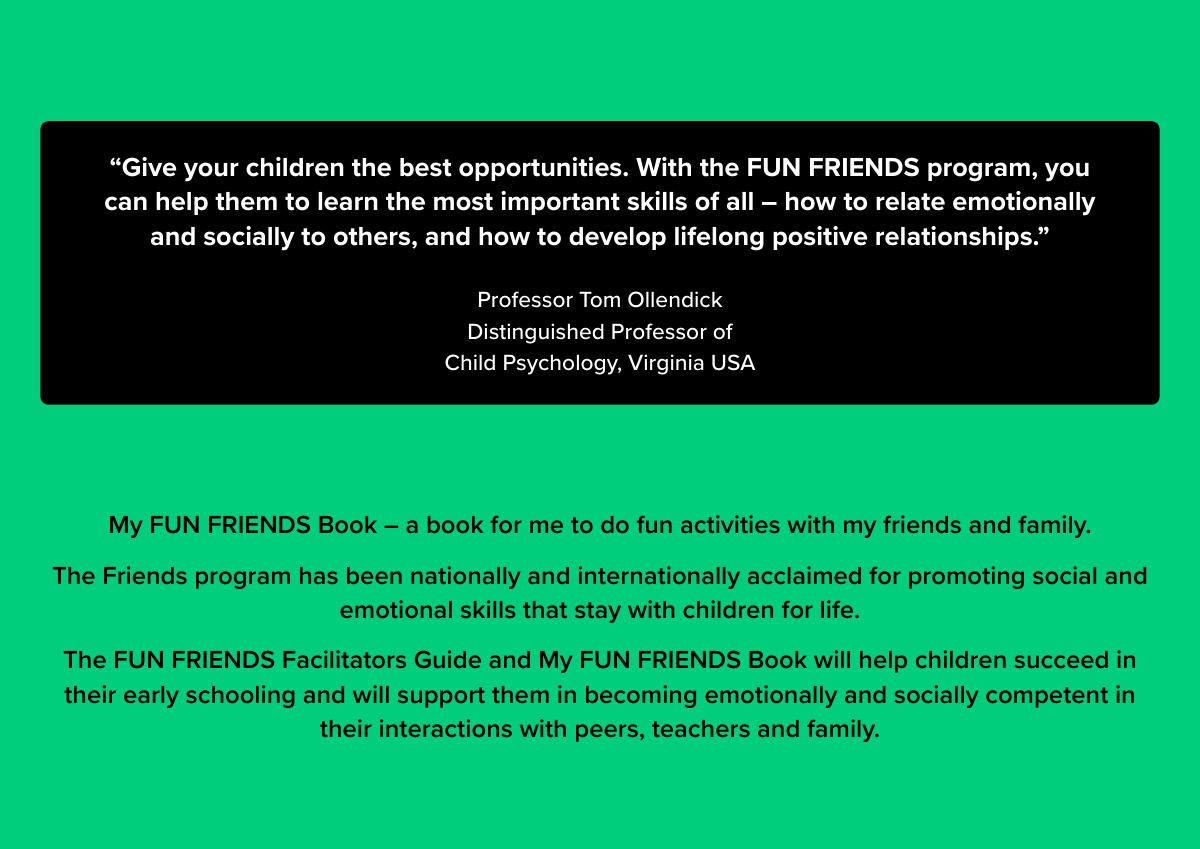 “Give your children the best opportunities. With the FUN FRIENDS program, you
can help them to learn the most important skills of all – how to relate emotionally
and socially to others, and how to develop lifelong positive relationships.”
Professor Tom Ollendick
Distinguished Professor of
Child Psychology, Virginia USA
My FUN FRIENDS Book – a book for me to do fun activities with my friends and family.
The Friends program has been nationally and internationally acclaimed for promoting social and
emotional skills that stay with children for life.
The FUN FRIENDS Facilitators Guide and My FUN FRIENDS Book will help children succeed in
their early schooling and will support them in becoming emotionally and socially competent in
their interactions with peers, teachers and family.